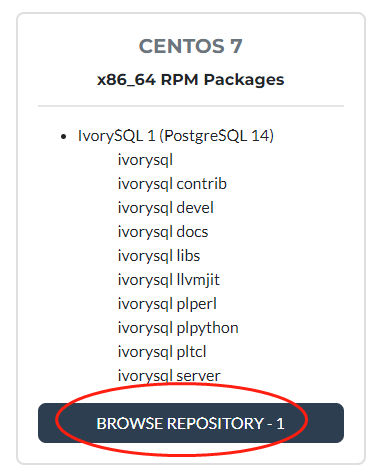 CENTOS 7
x86_64 RPM Packages
• IvorySQL 1 (PostgreSQL 14)
ivorysql
ivorysql contrib
ivorysql devel
ivorysql docs
ivorysql libs
ivorysql llvmjit
ivorysql plperl
ivorysql plpython
ivorysql pltcl
ivorysql server
BROWSE REPOSITORY - 1